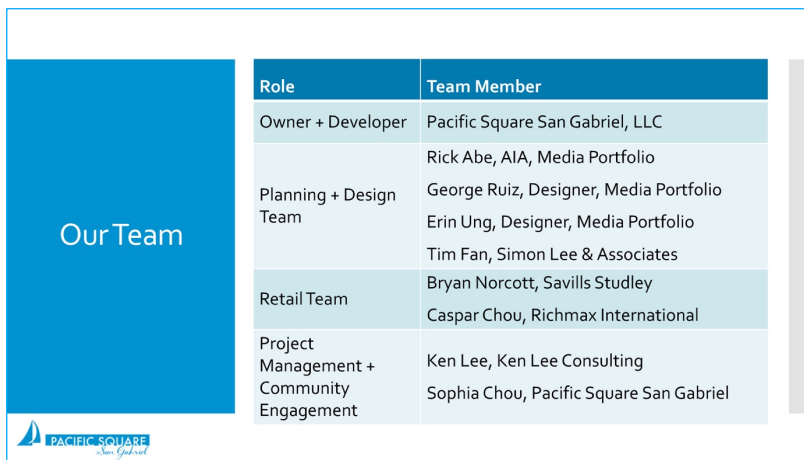 Our Team
Role Team Member
Owner + Developer Pacific Square San Gabriel, LLC
Planning + Design
Team
Rick Abe, AIA, Media Portfolio
George Ruiz, Designer, Media Portfolio
Erin Ung, Designer, Media Portfolio
Tim Fan, Simon Lee & Associates
Retail Team
Bryan Norcott, Savills Studley
Caspar Chou, Richmax International
Project
Management +
Community
Engagement
Ken Lee, Ken Lee Consulting
Sophia Chou, Pacific Square San Gabriel
PACIFIC SQUARE
San Gabriel